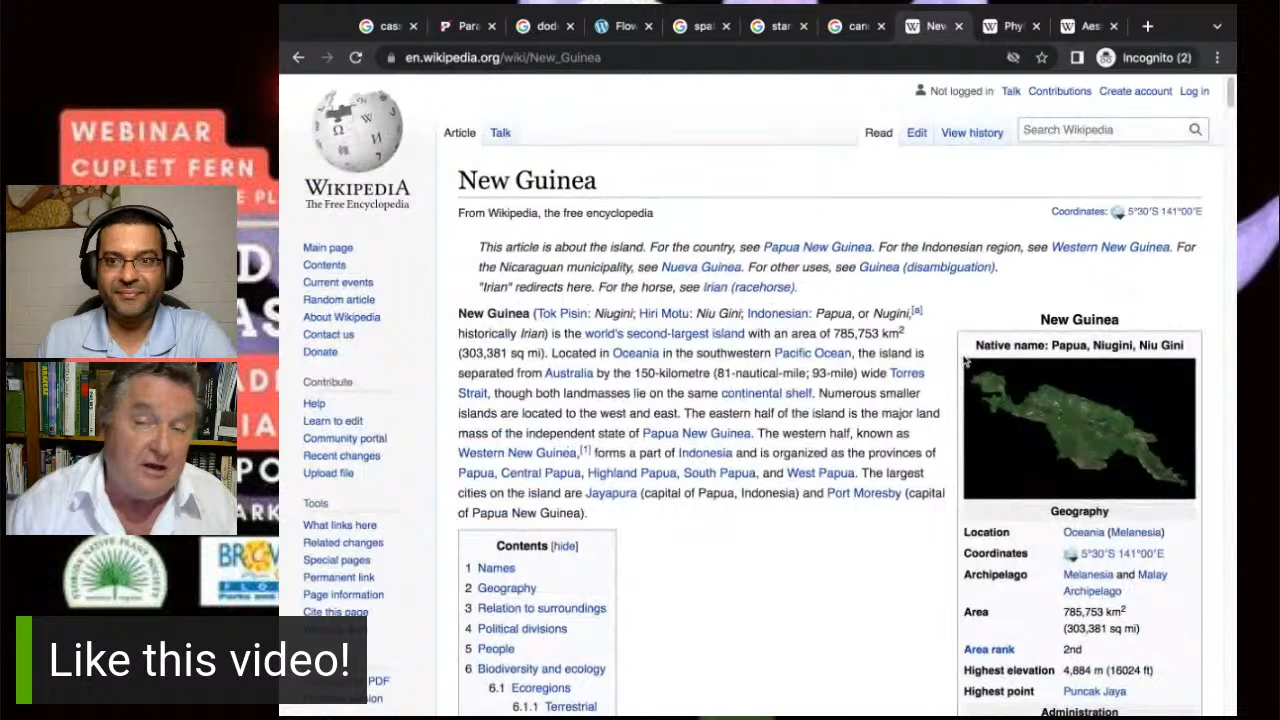 cass
Para
dod
Flow
spa
star
can
New
Phy
Aes
en.wikipedia.org/wiki/New_Guinea
Incognito (2)
Not logged in Talk Contributions Create account Log in
WIKIPEDIA
The Free Encyclopedia
Article Talk
Read Edit View history
Search Wikipedia
New Guinea
From Wikipedia, the free encyclopedia
Coordinates: 5°30′S 141°00′E
This article is about the island. For the country, see Papua New Guinea. For the Indonesian region, see Western New Guinea. For
the Nicaraguan municipality, see Nueva Guinea. For other uses, see Guinea (disambiguation).
"Irian" redirects here. For the horse, see Irian (racehorse).
New Guinea (Tok Pisin: Niugini; Hiri Motu: Niu Gini; Indonesian: Papua, or Nugini,[a]
historically Irian) is the world's second-largest island with an area of 785,753 km2
(303,381 sq mi). Located in Oceania in the southwestern Pacific Ocean, the island is
separated from Australia by the 150-kilometre (81-nautical-mile; 93-mile) wide Torres
Strait, though both landmasses lie on the same continental shelf. Numerous smaller
islands are located to the west and east. The eastern half of the island is the major land
mass of the independent state of Papua New Guinea. The western half, known as
Western New Guinea,[1] forms a part of Indonesia and is organized as the provinces of
Papua, Central Papua, Highland Papua, South Papua, and West Papua. The largest
cities on the island are Jayapura (capital of Papua, Indonesia) and Port Moresby (capital
of Papua New Guinea).
Contents [hide]
1 Names
2 Geography
3 Relation to surroundings
4 Political divisions
5 People
6 Biodiversity and ecology
6.1 Ecoregions
6.1.1 Terrestrial
New Guinea
Native name: Papua, Niugini, Niu Gini
Geography
Location Oceania (Melanesia)
Coordinates 5°30′S 141°00′E
Archipelago Melanesia and Malay
Archipelago
Area 785,753 km2
(303,381 sq mi)
Area rank 2nd
Highest elevation 4,884 m (16024 ft)
Highest point Puncak Jaya
Administration
Main page
Contents
Current events
Random article
About Wikipedia
Contact us
Donate
Contribute
Help
Learn to edit
Community portal
Recent changes
Upload file
Tools
What links here
Related changes
Special pages
Permanent link
Page information
Cite this page
PDF
WEBINAR
CUPLET FERN
Like this video!